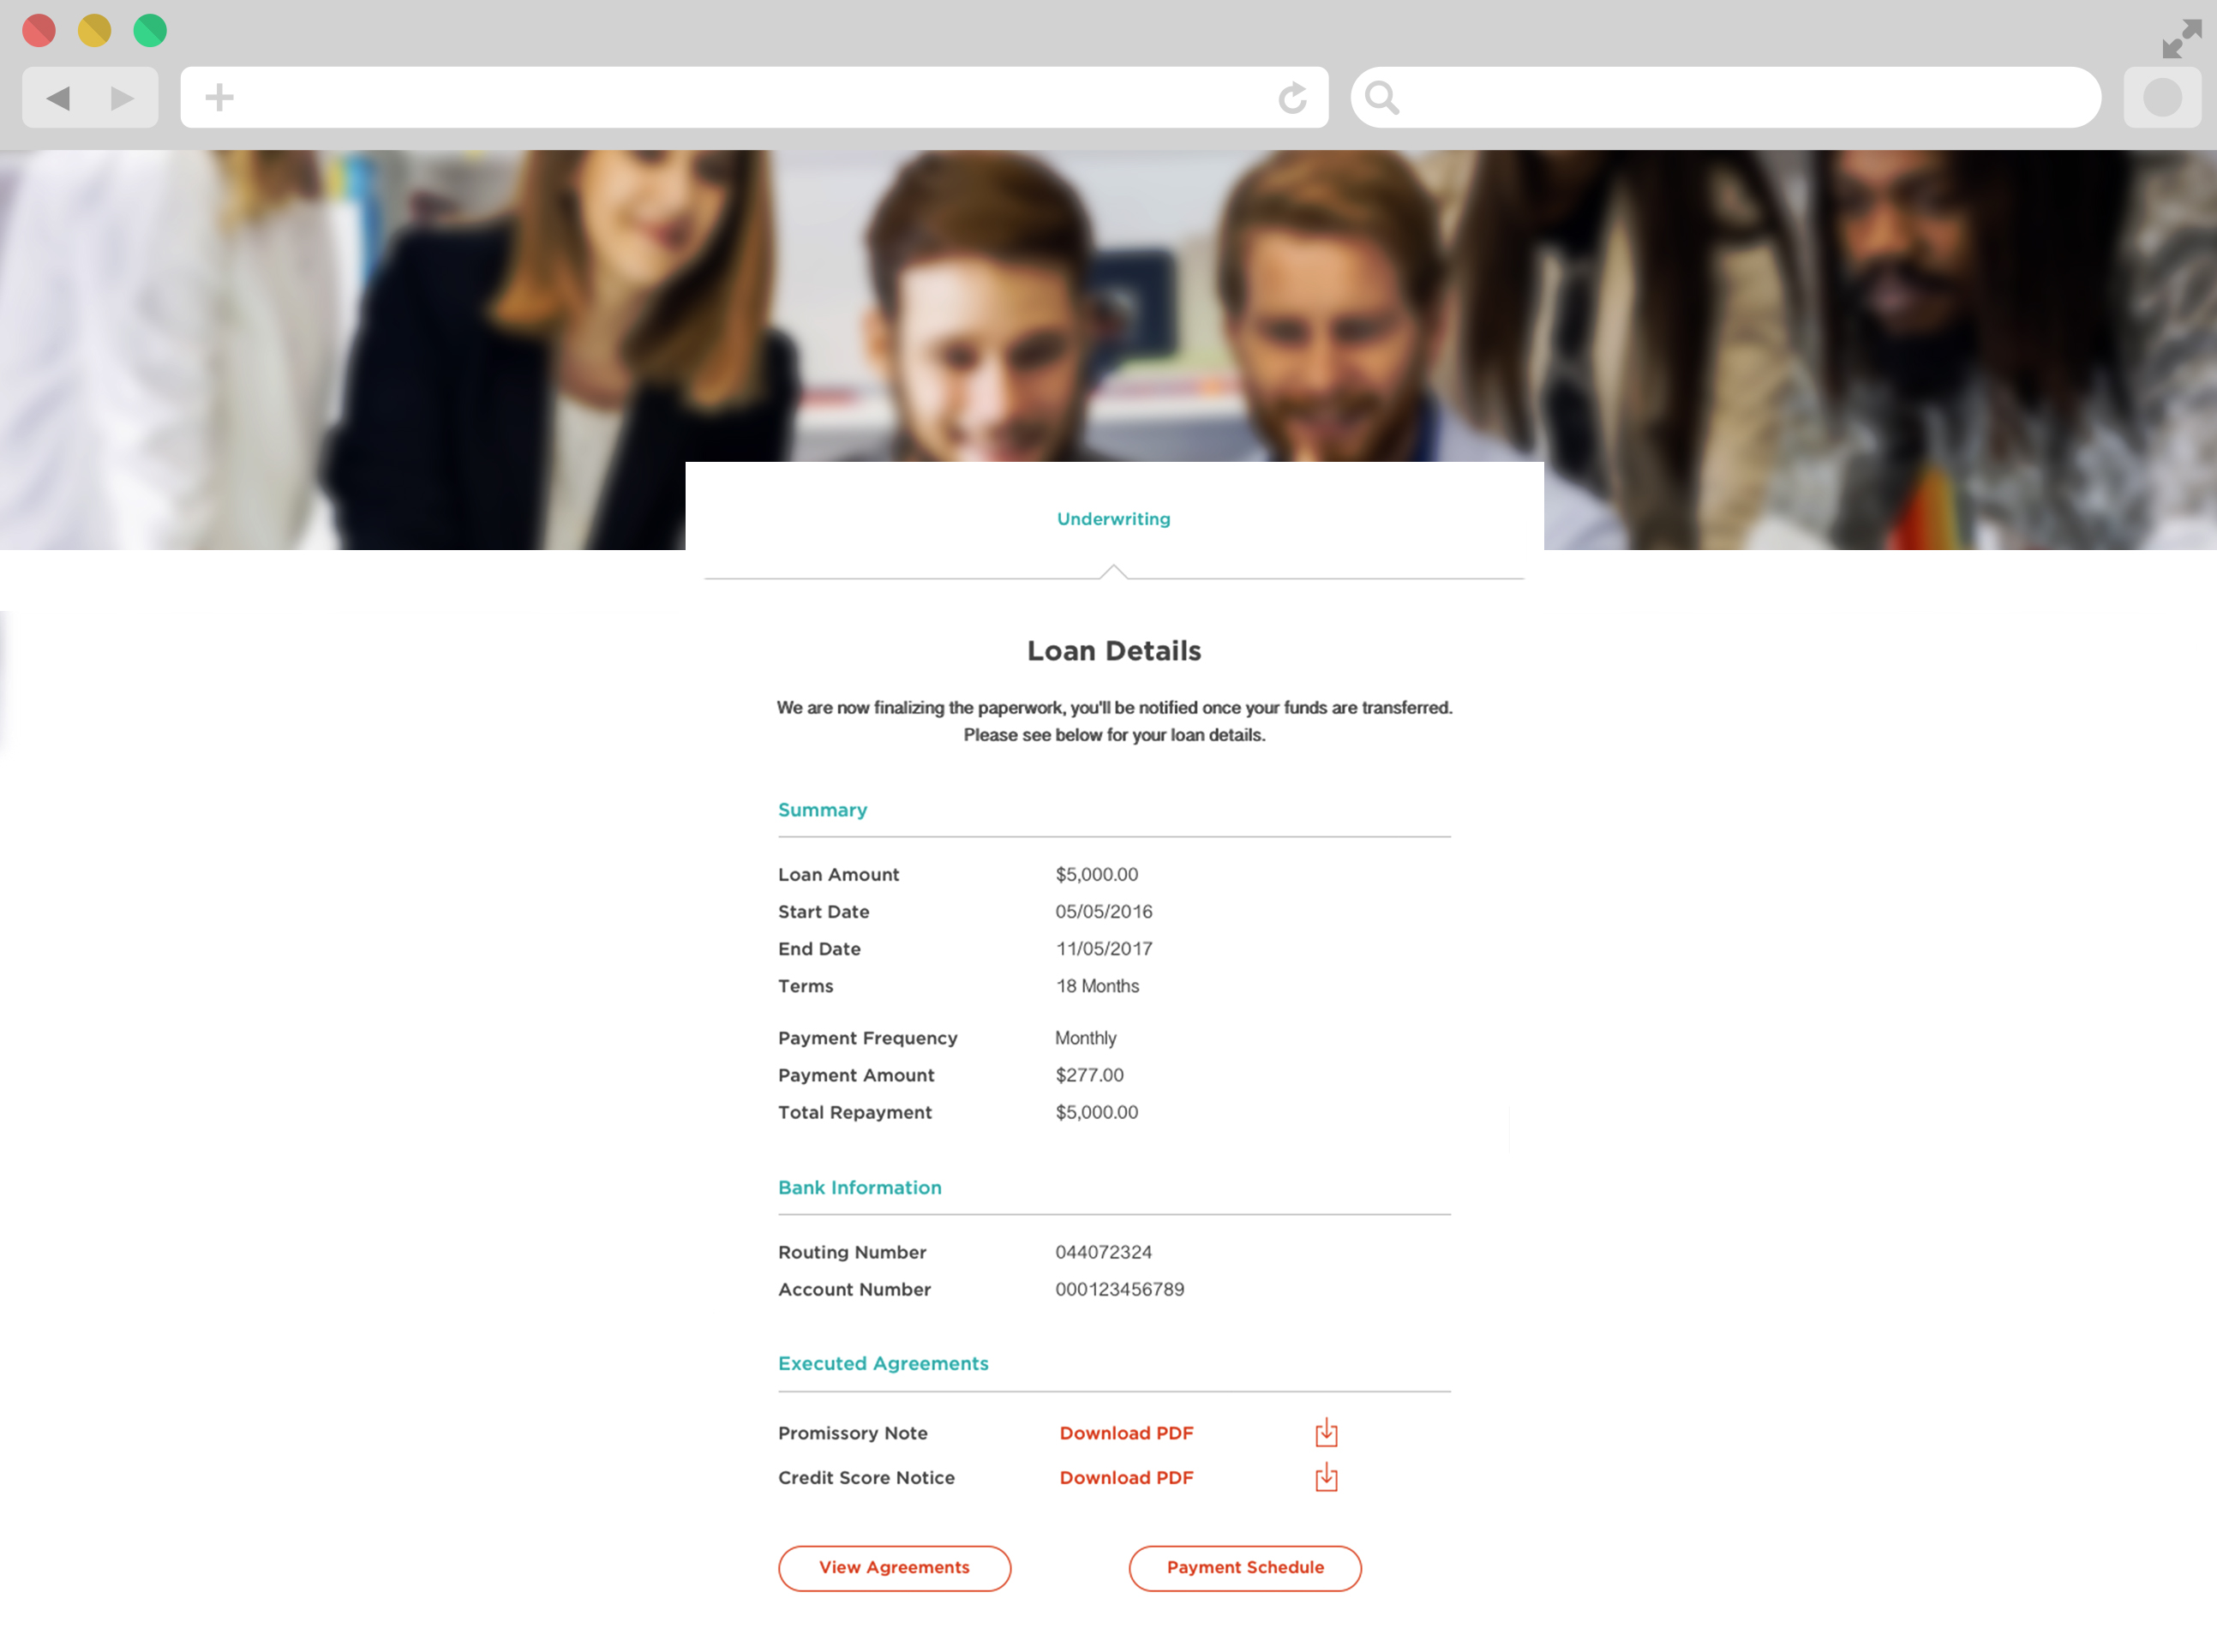 Underwriting
Loan Details
We are now finalizing the paperwork, you'll be notified once your funds are transferred.
Please see below for your loan details.
Summary
Loan Amount $5,000.00
Start Date 05/05/2016
End Date 11/05/2017
Terms 18 Months
Payment Frequency Monthly
Payment Amount $277.00
Total Repayment $5,000.00
Bank Information
Routing Number 044072324
Account Number 000123456789
Executed Agreements
Promissory Note Download PDF
Credit Score Notice Download PDF
View Agreements Payment Schedule